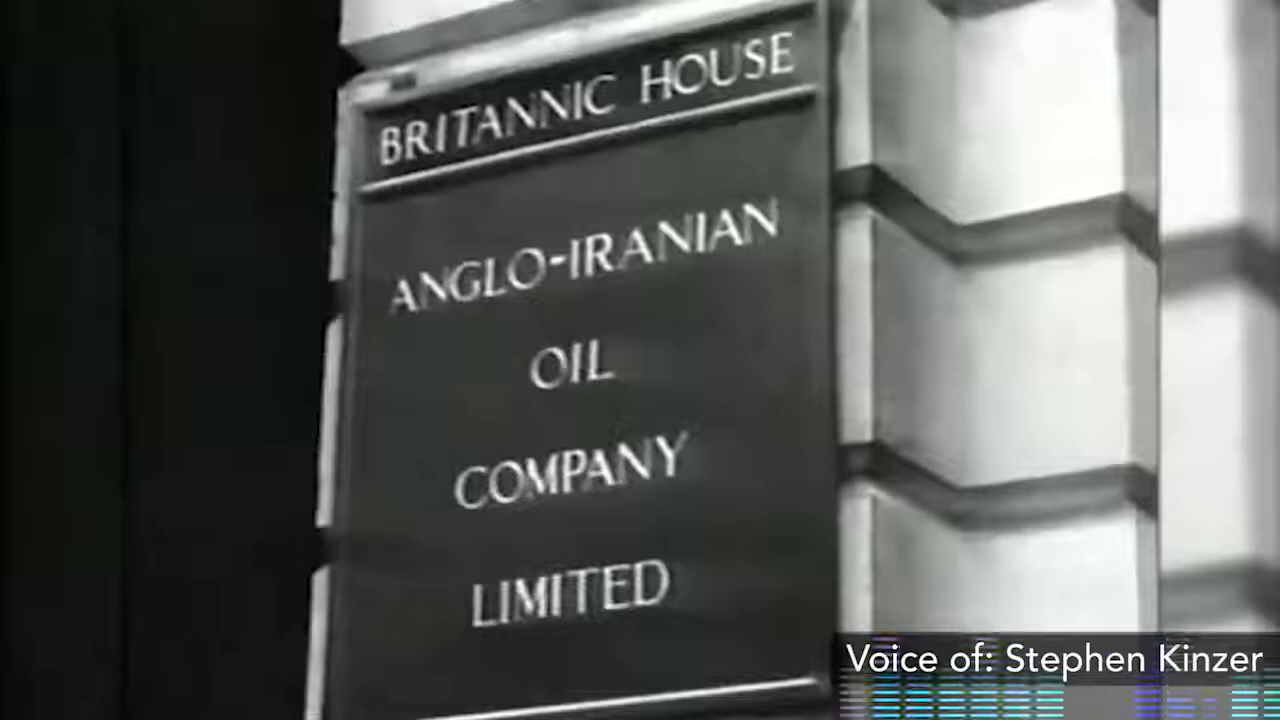 BRITANNIC HOUSE
ANGLO-IRANIAN
OIL
COMPANY
LIMITED
Voice of: Stephen Kinzer